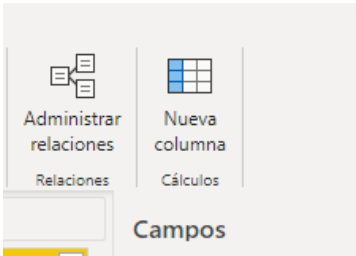 Administrar
relaciones
Nueva
columna
Relaciones
Cálculos
Campos